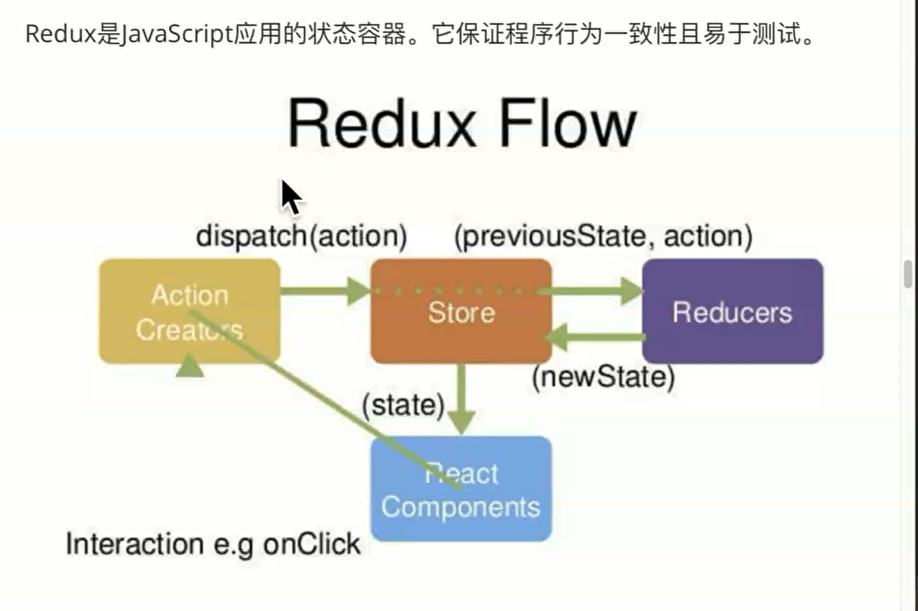 Redux是JavaScript应用的状态容器。它保证程序行为一致性且易于测试。
Redux Flow
dispatch(action)
(previousState, action)
Action
Creators
Store
Reducers
(newState)
(state)
React
Components
Interaction e.g onClick